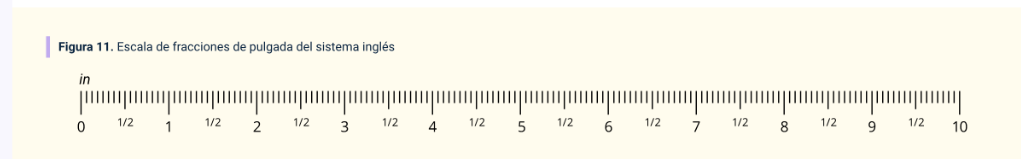 Figura 11. Escala de fracciones de pulgada del sistema inglés
in
0 1/2 1 1/2 2 1/2 3 1/2 4 1/2 5 1/2 6 1/2 7 1/2 8 1/2 9 1/2 10